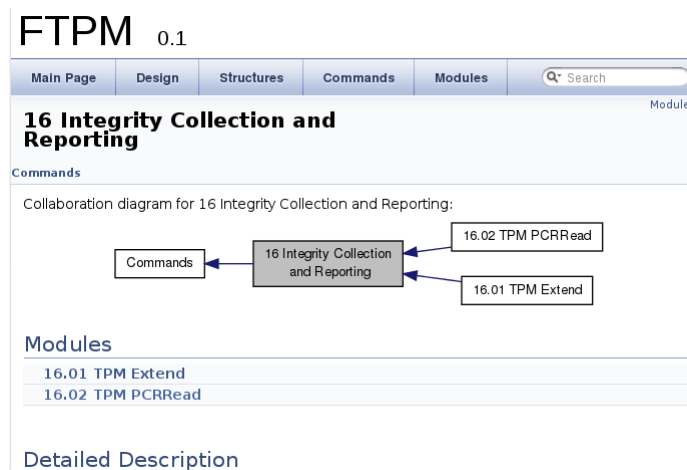 FTPM 0.1
Main Page Design Structures Commands Modules Search
Module
16 Integrity Collection and
Reporting
Commands
Collaboration diagram for 16 Integrity Collection and Reporting:
16.02 TPM PCRRead
16 Integrity Collection
and Reporting
Commands
16.01 TPM Extend
Modules
16.01 TPM Extend
16.02 TPM PCRRead
Detailed Description